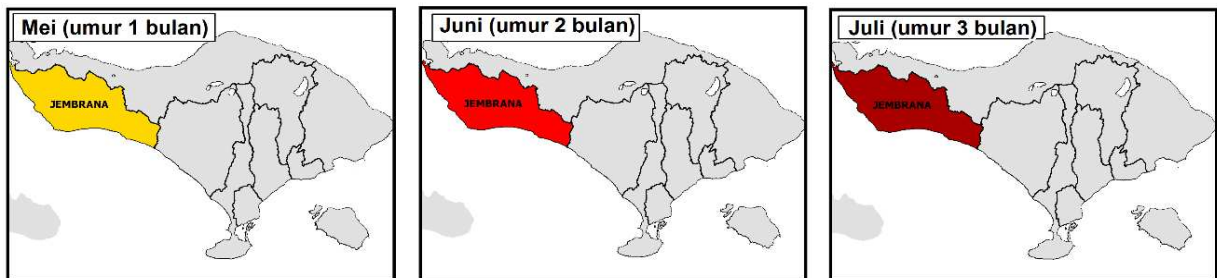 Mei (umur 1 bulan)
JEMBRANA
Juni (umur 2 bulan)
JEMBRANA
Juli (umur 3 bulan)
JEMBRANA